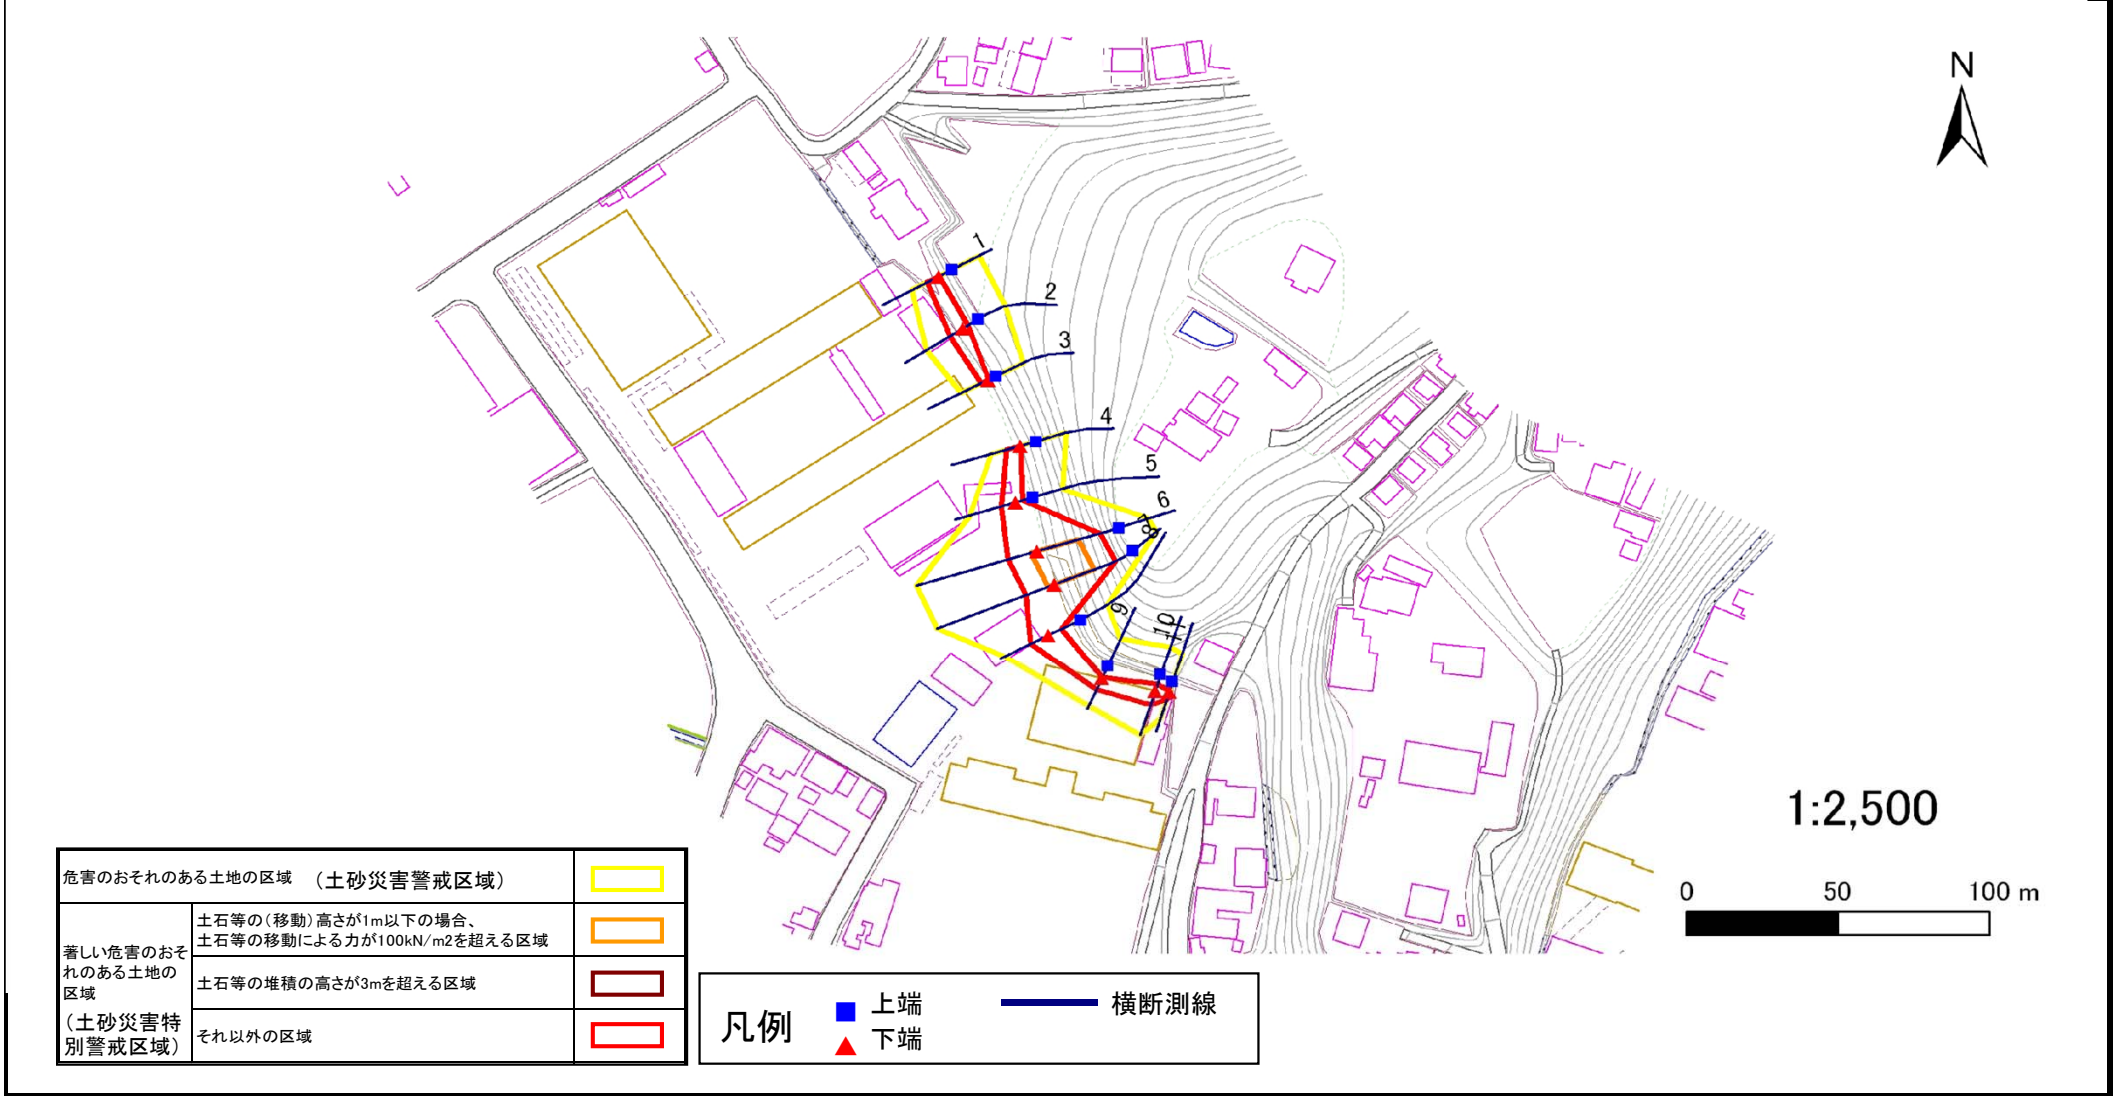 N
1
2
3
4
5
6
7
8
9
10
11
1:2,500
0 50 100 m
危害のおそれのある土地の区域 （土砂災害警戒区域）
著しい危害のおそ
れのある土地の
区域
（土砂災害特
別警戒区域）
土石等の（移動）高さが1m以下の場合、
土石等の移動による力が100kN/m2を超える区域
土石等の堆積の高さが3mを超える区域
それ以外の区域
凡例
上端
下端
横断測線